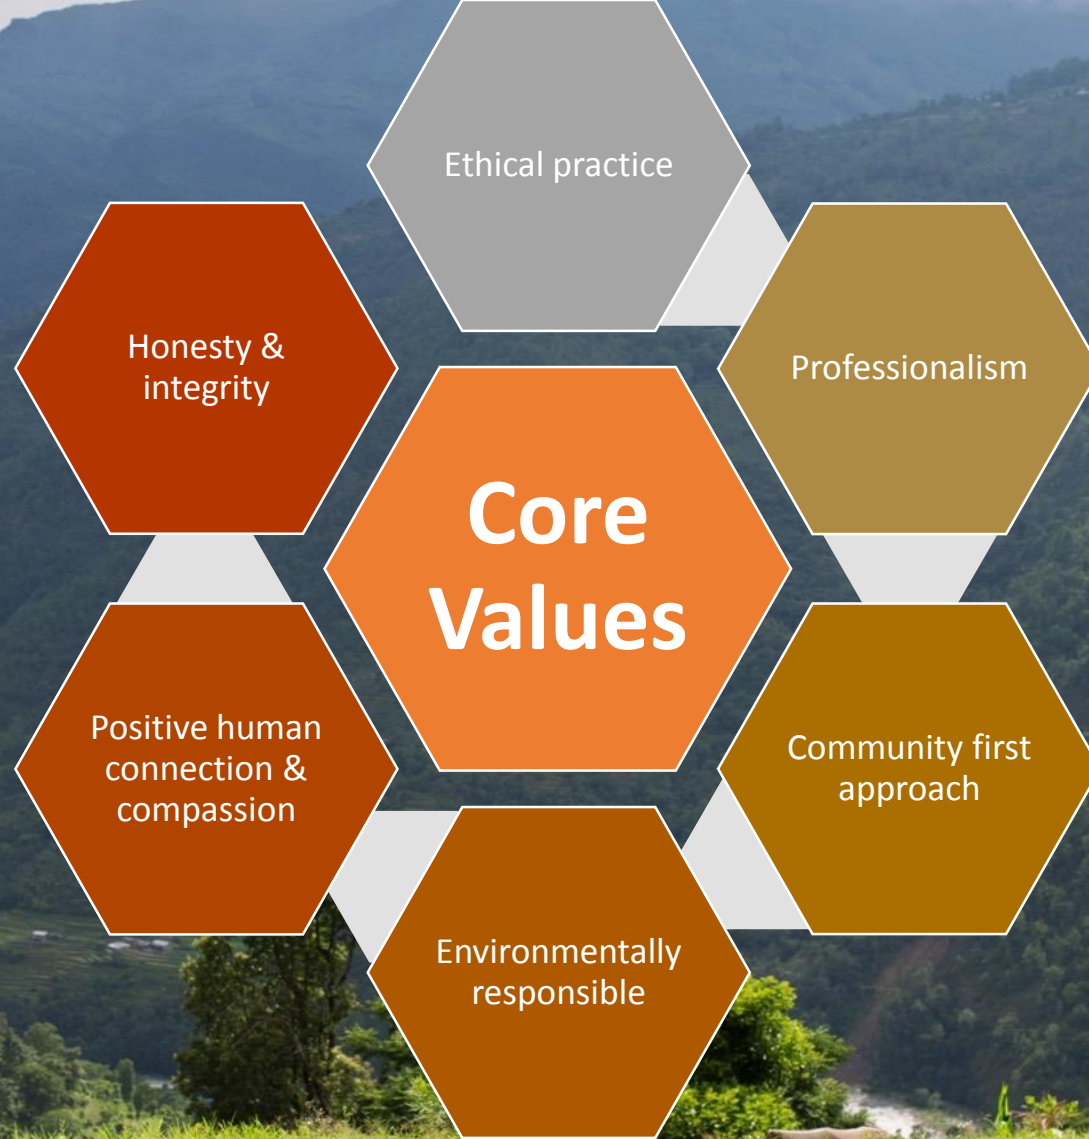 Ethical practice
Professionalism
Community first
approach
Environmentally
responsible
Positive human
connection &
compassion
Honesty &
integrity
Core
Values